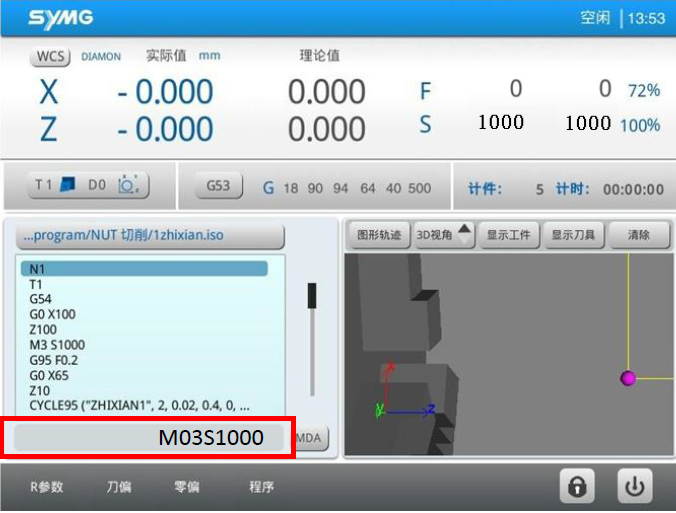 SYMG 空闲 13:53
WCS DIAMON 实际值 mm 理论值
X - 0.000 0.000 F 0 0 72%
Z - 0.000 0.000 S 1000 1000 100%
T1 D0 G53 G 18 90 94 64 40 500 计件: 5 计时: 00:00:00
...program/NUT 切削/1zhixian.iso
图形轨迹 3D视角 显示工件 显示刀具 清除
N1
T1
G54
G0 X100
Z100
M3 S1000
G95 F0.2
G0 X65
Z10
CYCLE95 ("ZHIXIAN1", 2, 0.02, 0.4, 0, ...
M03S1000 MDA
X
Y Z
R参数 刀偏 零偏 程序